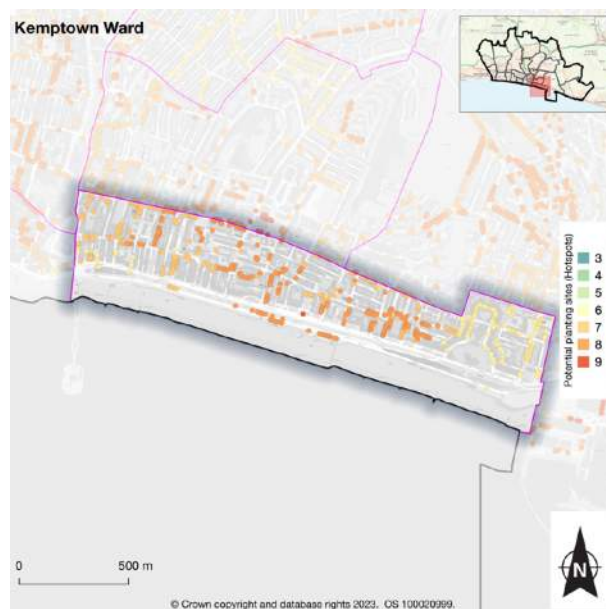 Kemptown Ward
Potential planting sites (Hotspots)
3
4
5
6
7
8
9
0
500 m
N
© Crown copyright and database rights 2023. OS 100020999.